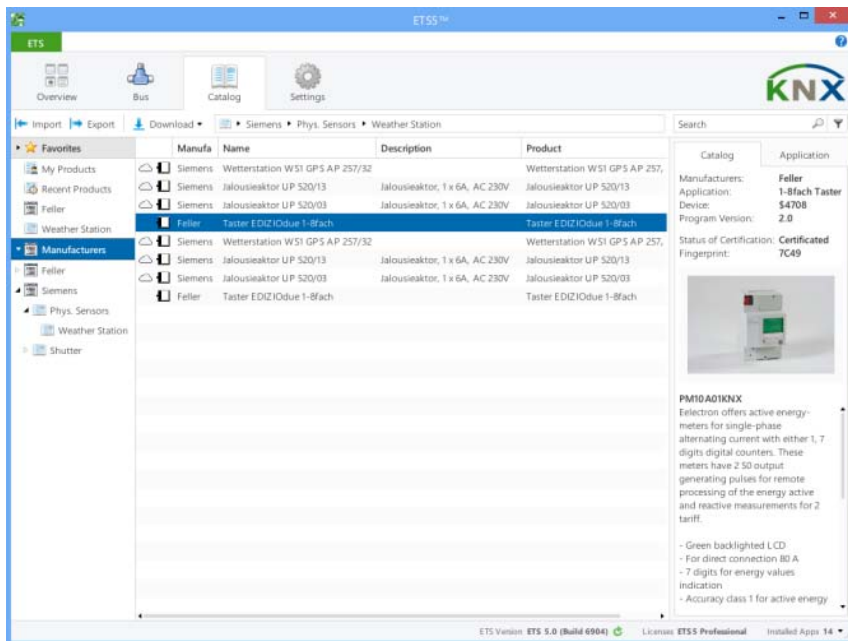 ETS5™
ETS
Overview
Bus
Catalog
Settings
KNX
Import
Export
Download
Siemens
Phys. Sensors
Weather Station
Search
Favorites
My Products
Recent Products
Feller
Weather Station
Manufacturers
Feller
Siemens
Phys. Sensors
Weather Station
Shutter
Manufa Name Description Product
Siemens Wetterstation WS1 GPS AP 257/32 Wetterstation WS1 GPS AP 257,
Siemens Jalousieaktor UP 520/13 Jalousieaktor, 1 x 6A, AC 230V Jalousieaktor UP 520/13
Siemens Jalousieaktor UP 520/03 Jalousieaktor, 1 x 6A, AC 230V Jalousieaktor UP 520/03
Feller Taster EDIZIOdue 1-8fach Taster EDIZIOdue 1-8fach
Siemens Wetterstation WS1 GPS AP 257/32 Wetterstation WS1 GPS AP 257,
Siemens Jalousieaktor UP 520/13 Jalousieaktor, 1 x 6A, AC 230V Jalousieaktor UP 520/13
Siemens Jalousieaktor UP 520/03 Jalousieaktor, 1 x 6A, AC 230V Jalousieaktor UP 520/03
Feller Taster EDIZIOdue 1-8fach Taster EDIZIOdue 1-8fach
Catalog Application
Manufacturers: Feller
Application: 1-8fach Taster
Device: S4708
Program Version: 2.0
Status of Certification: Certificated
Fingerprint: 7C49
PM10A01KNX
Eelectron offers active energy-
meters for single-phase
alternating current with either 1, 7
digits digital counters. These
meters have 2 S0 output
generating pulses for remote
processing of the energy active
and reactive measurements for 2
tariff.
- Green backlighted LCD
- For direct connection 80 A
- 7 digits for energy values
indication
- Accuracy class 1 for active energy
ETS Version ETS 5.0 (Build 6904) Licenses ETS5 Professional Installed Apps 14